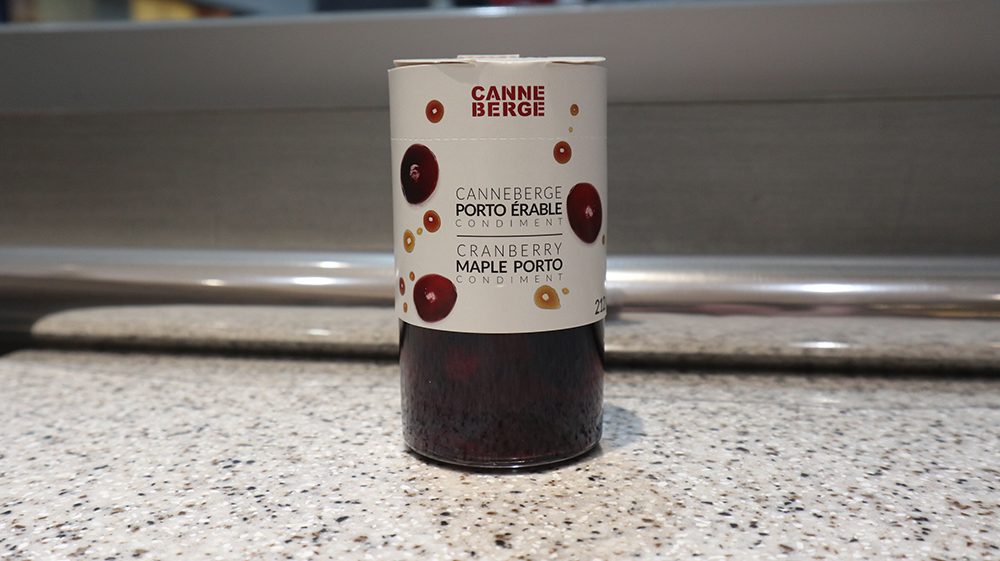 CANNE
BERGE
CANNEBERGE
PORTO ÉRABLE
CONDIMENT
CRANBERRY
MAPLE PORTO
CONDIMENT